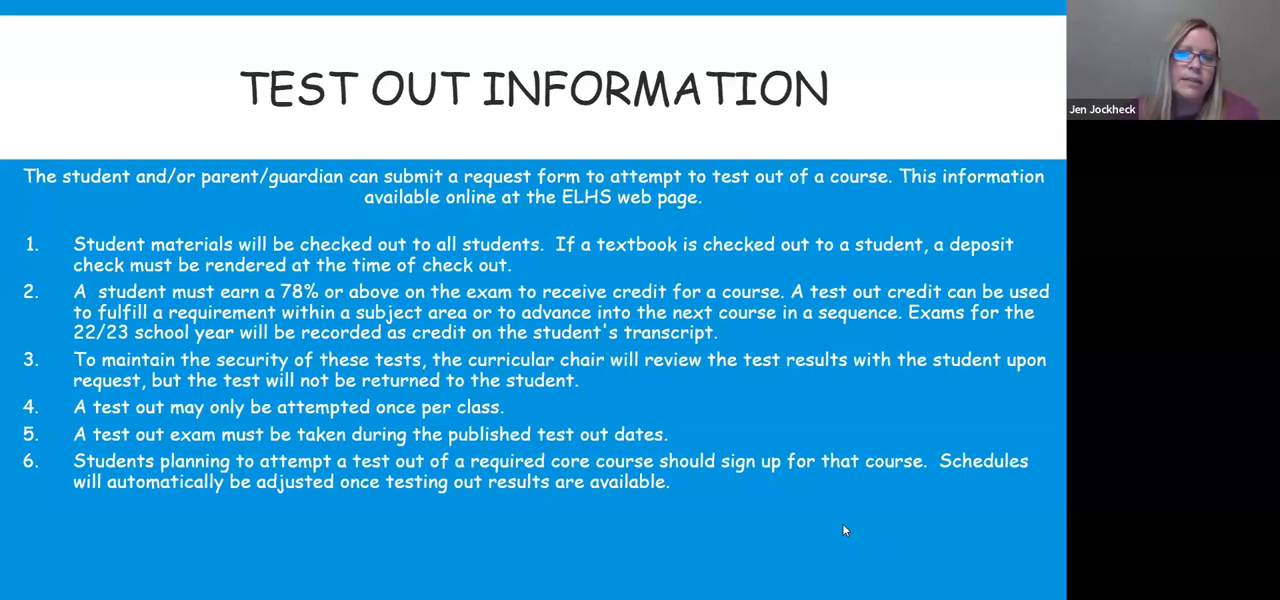 TEST OUT INFORMATION
Jen Jockheck
The student and/or parent/guardian can submit a request form to attempt to test out of a course. This information
available online at the ELHS web page.
1. Student materials will be checked out to all students.  If a textbook is checked out to a student, a deposit
check must be rendered at the time of check out.
2. A  student must earn a 78% or above on the exam to receive credit for a course. A test out credit can be used
to fulfill a requirement within a subject area or to advance into the next course in a sequence. Exams for the
22/23 school year will be recorded as credit on the student's transcript.
3. To maintain the security of these tests, the curricular chair will review the test results with the student upon
request, but the test will not be returned to the student.
4. A test out may only be attempted once per class.
5. A test out exam must be taken during the published test out dates.
6. Students planning to attempt a test out of a required core course should sign up for that course.  Schedules
will automatically be adjusted once testing out results are available.